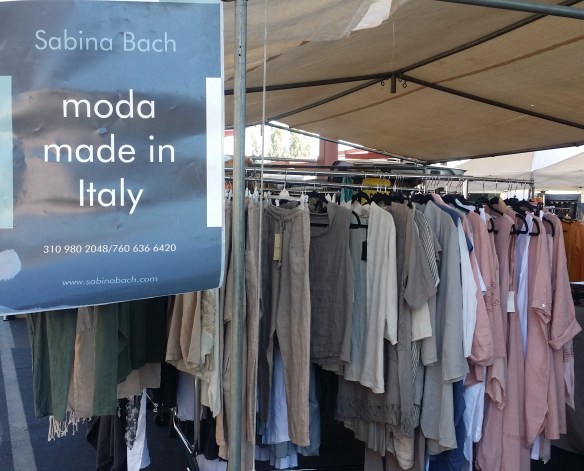 Sabina Bach
moda
made in
Italy
310 980 2048/760 636 6420
www.sabinabach.com